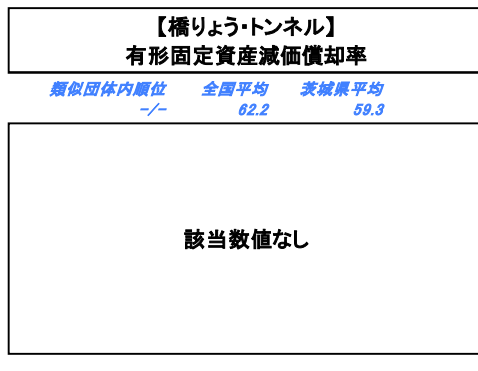 【橋りょう・トンネル】
有形固定資産減価償却率
類似団体内順位 全国平均 茨城県平均
-/- 62.2 59.3
該当数値なし